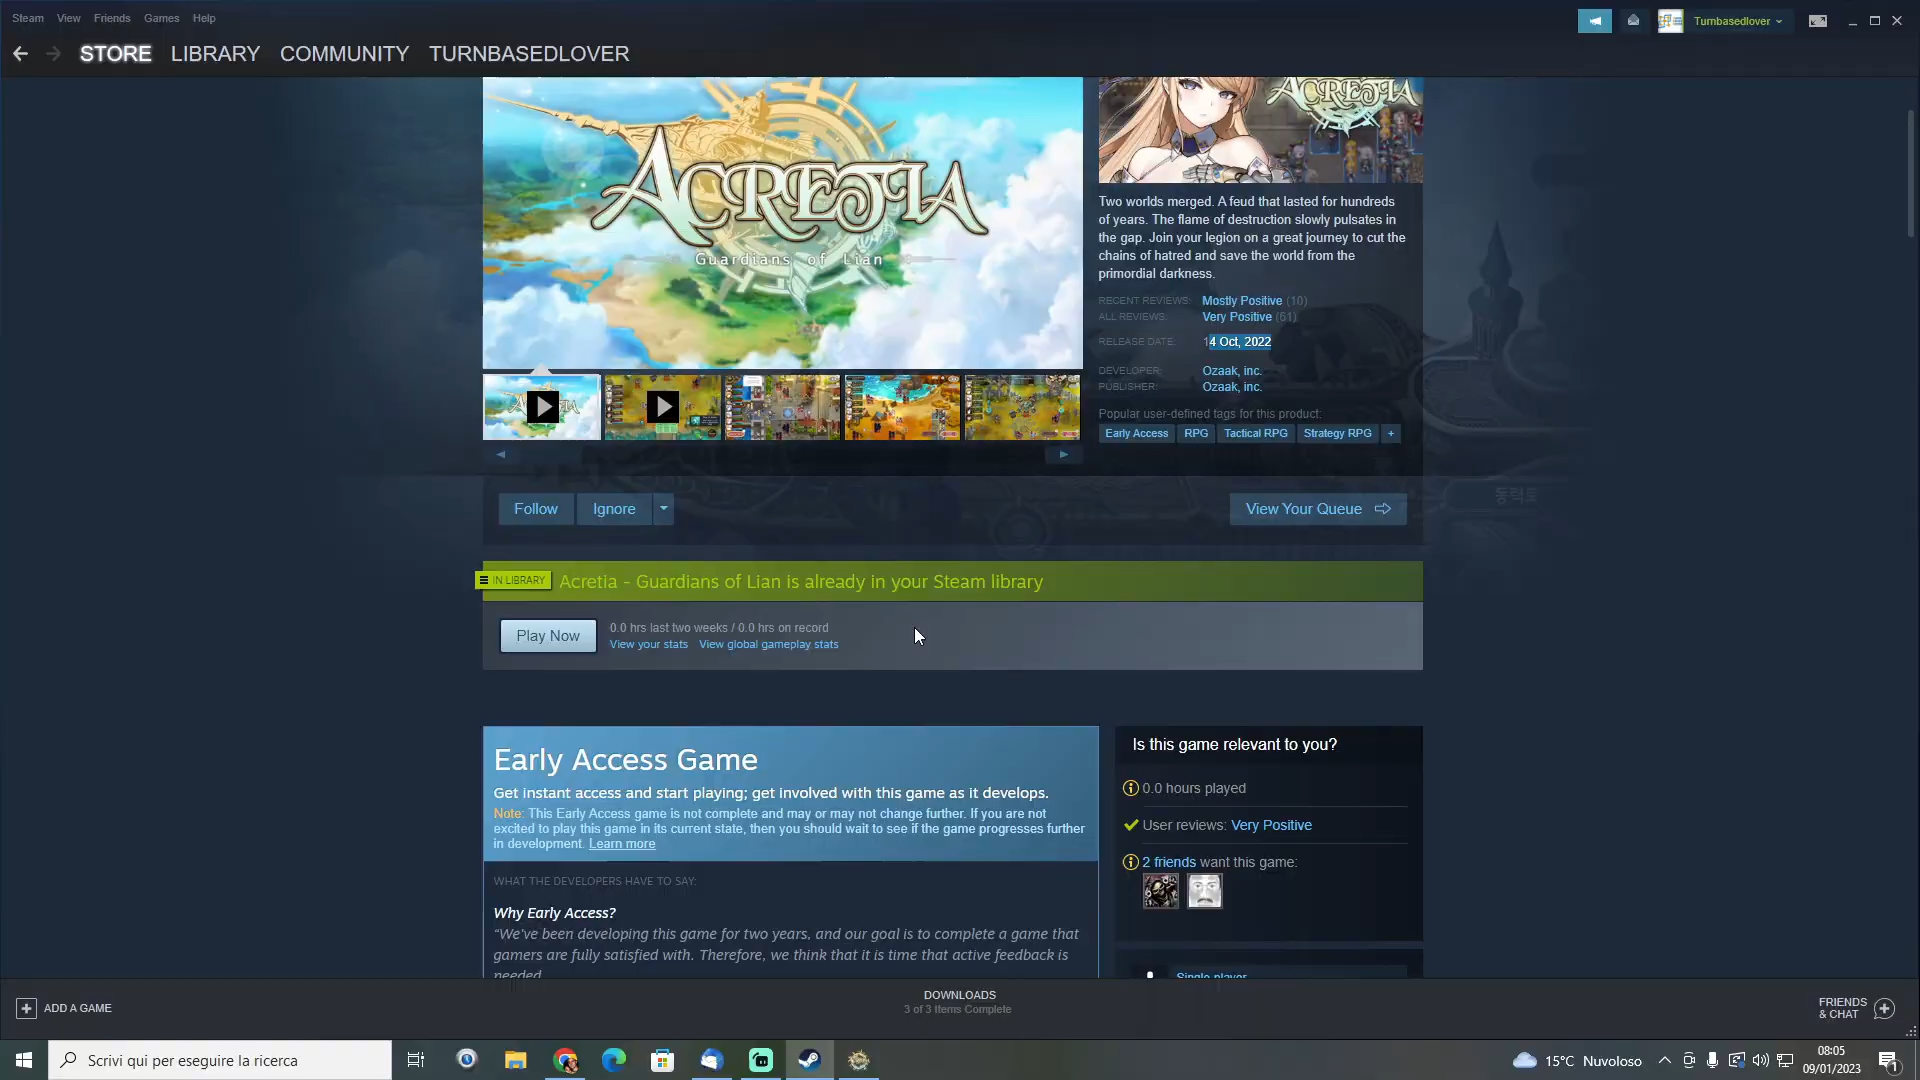 Steam View Friends Games Help
Turnbasedlover
STORE LIBRARY COMMUNITY TURNBASEDLOVER
ACRETIA
Guardians of Lian
ACRETIA
Two worlds merged. A feud that lasted for hundreds
of years. The flame of destruction slowly pulsates in
the gap. Join your legion on a great journey to cut the
chains of hatred and save the world from the
primordial darkness.
RECENT REVIEWS: Mostly Positive (10)
ALL REVIEWS: Very Positive (61)
RELEASE DATE: 14 Oct, 2022
DEVELOPER: Ozaak, inc.
PUBLISHER: Ozaak, inc.
Popular user-defined tags for this product:
Early Access RPG Tactical RPG Strategy RPG +
Follow Ignore View Your Queue
동력로
IN LIBRARY Acretia - Guardians of Lian is already in your Steam library
Play Now
0.0 hrs last two weeks / 0.0 hrs on record
View your stats View global gameplay stats
Early Access Game
Get instant access and start playing; get involved with this game as it develops.
Note: This Early Access game is not complete and may or may not change further. If you are not
excited to play this game in its current state, then you should wait to see if the game progresses further
in development. Learn more
WHAT THE DEVELOPERS HAVE TO SAY:
Why Early Access?
“We've been developing this game for two years, and our goal is to complete a game that
gamers are fully satisfied with. Therefore, we think that it is time that active feedback is
needed
Is this game relevant to you?
0.0 hours played
User reviews: Very Positive
2 friends want this game:
Single-player
ADD A GAME
DOWNLOADS
3 of 3 Items Complete
FRIENDS
& CHAT
Scrivi qui per eseguire la ricerca
15°C Nuvoloso
08:05
09/01/2023
1